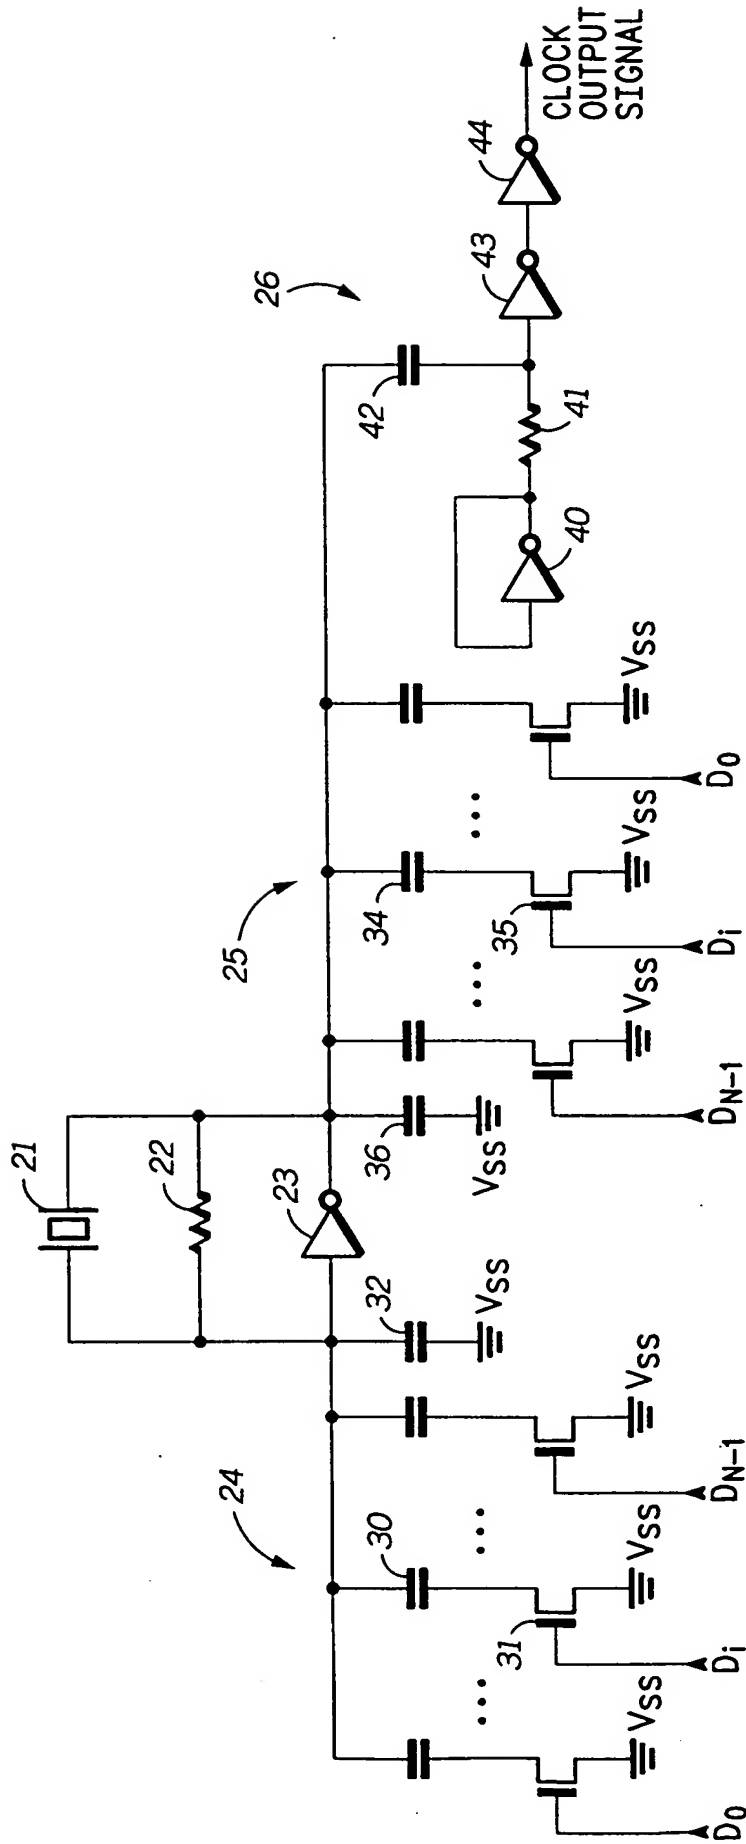 21
22
24
25
26
23
30
32
36
34
42
43
44
VSS
VSS
31
35
40
41
CLOCK
OUTPUT
SIGNAL
VSS
VSS
VSS
VSS
VSS
VSS
D0
Di
DN-1
DN-1
Di
D0